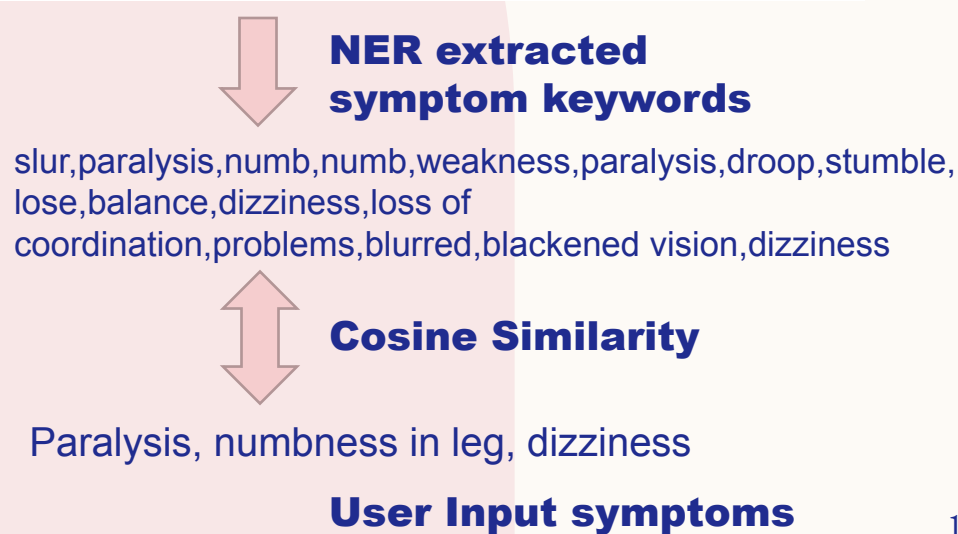 NER extracted
symptom keywords
slur,paralysis,numb,numb,weakness,paralysis,droop,stumble,
lose,balance,dizziness,loss of
coordination,problems,blurred,blackened vision,dizziness
Cosine Similarity
Paralysis, numbness in leg, dizziness
User Input symptoms
1